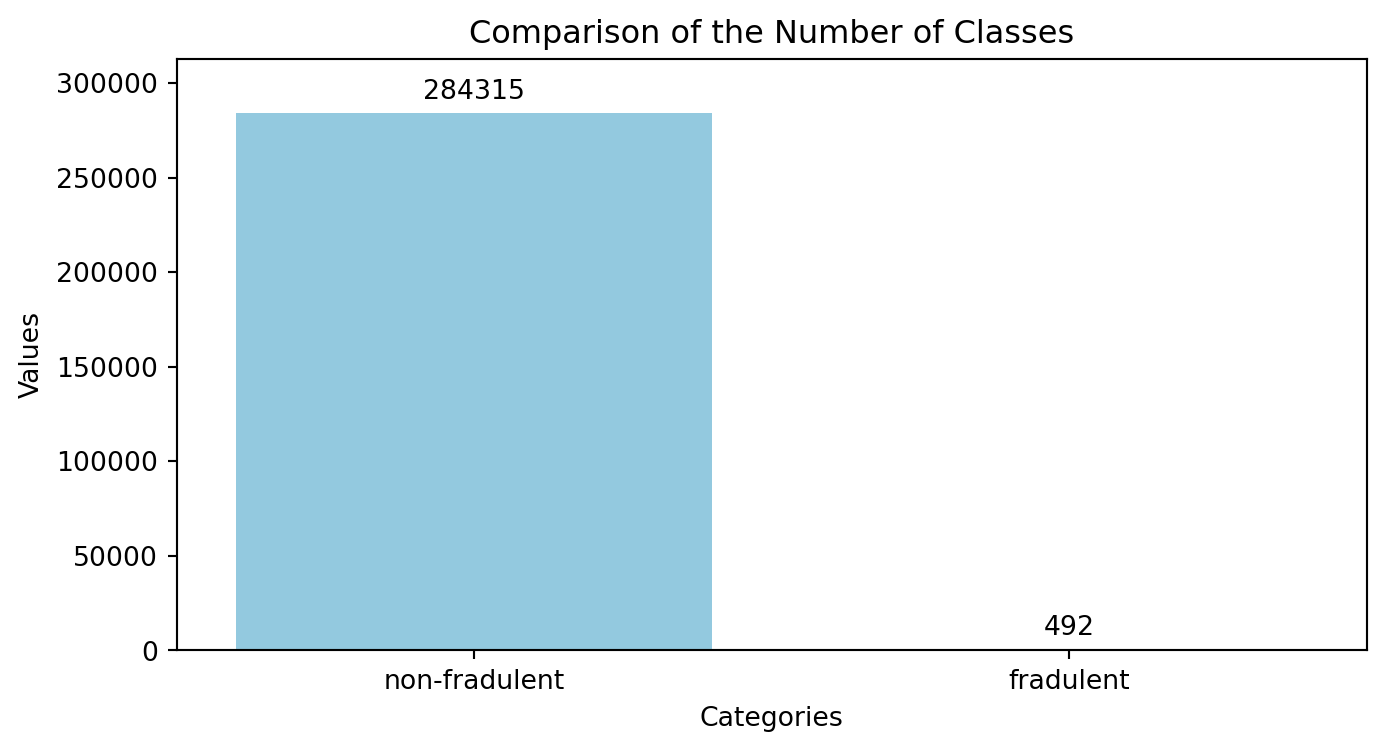 Comparison of the Number of Classes
300000
250000
200000
150000
100000
50000
0
Values
284315
492
non-fradulent
fradulent
Categories